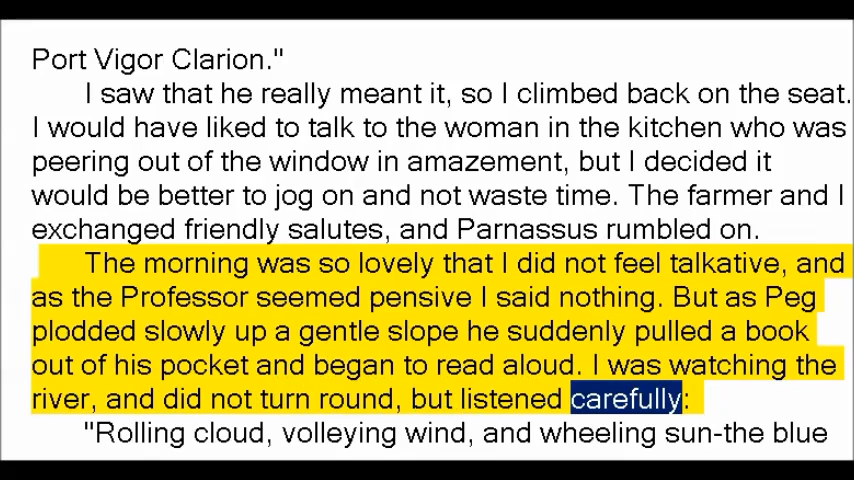 Port Vigor Clarion."
I saw that he really meant it, so I climbed back on the seat.
I would have liked to talk to the woman in the kitchen who was
peering out of the window in amazement, but I decided it
would be better to jog on and not waste time. The farmer and I
exchanged friendly salutes, and Parnassus rumbled on.
The morning was so lovely that I did not feel talkative, and
as the Professor seemed pensive I said nothing. But as Peg
plodded slowly up a gentle slope he suddenly pulled a book
out of his pocket and began to read aloud. I was watching the
river, and did not turn round, but listened carefully:
"Rolling cloud, volleying wind, and wheeling sun-the blue